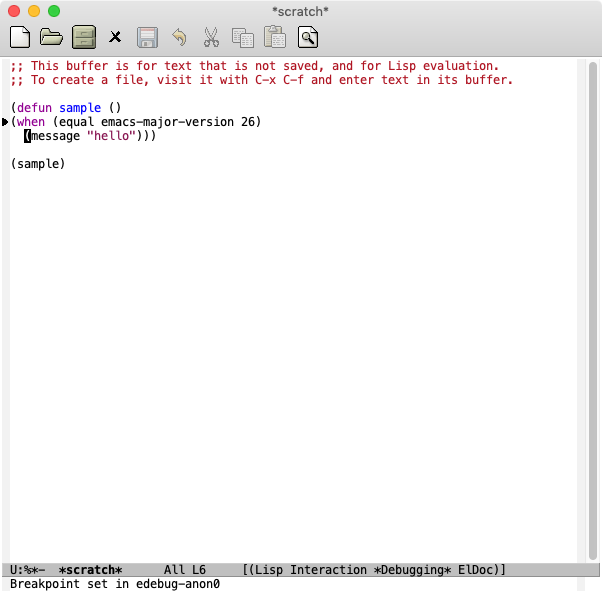 *scratch*
;; This buffer is for text that is not saved, and for Lisp evaluation.
;; To create a file, visit it with C-x C-f and enter text in its buffer.
(defun sample ()
(when (equal emacs-major-version 26)
(message "hello")))
(sample)
U:%*-  *scratch*      All L6     [(Lisp Interaction *Debugging* ElDoc)]
Breakpoint set in edebug-anon0